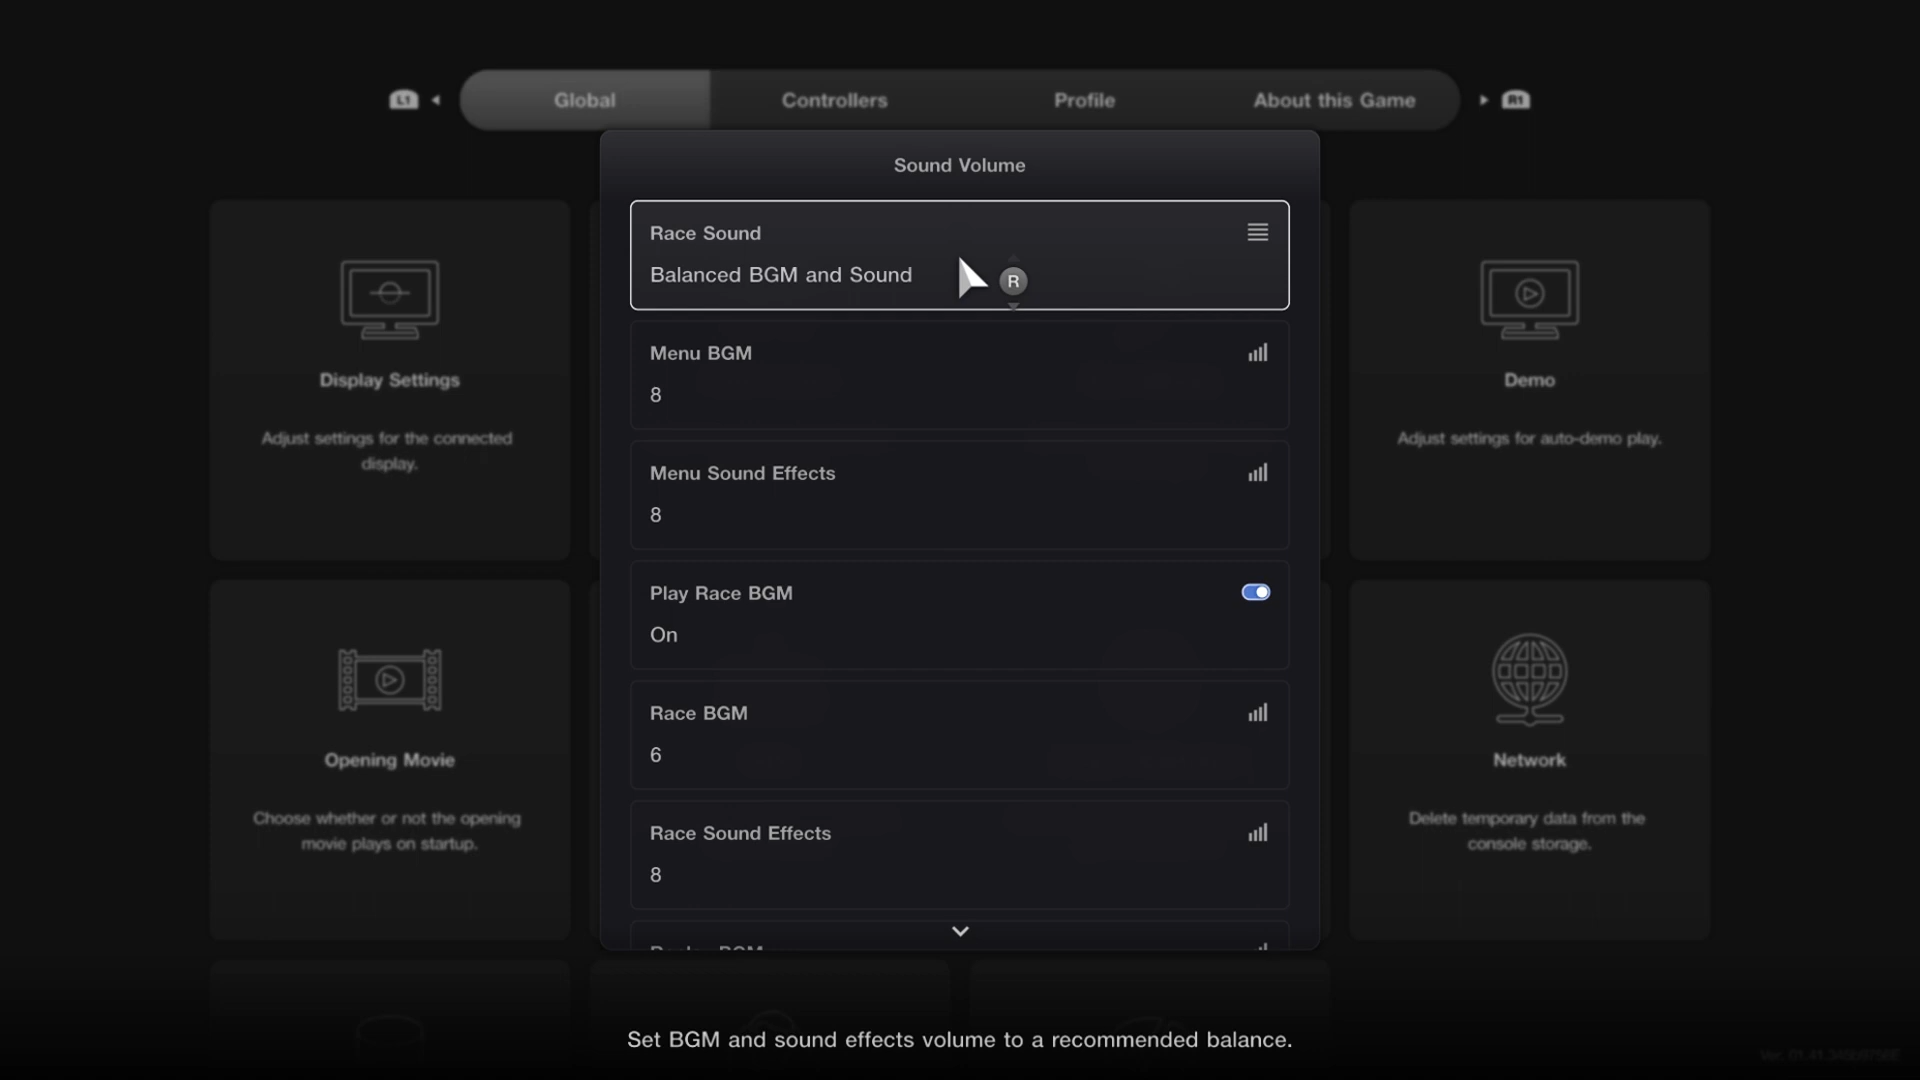 L1
Global
Controllers
Profile
About this Game
R1
Sound Volume
Race Sound
Balanced BGM and Sound
R
Menu BGM
8
Menu Sound Effects
8
Play Race BGM
On
Race BGM
6
Race Sound Effects
8
Display Settings
Adjust settings for the connected
display.
Demo
Adjust settings for auto-demo play.
Opening Movie
Choose whether or not the opening
movie plays on startup.
Network
Delete temporary data from the
console storage.
Set BGM and sound effects volume to a recommended balance.